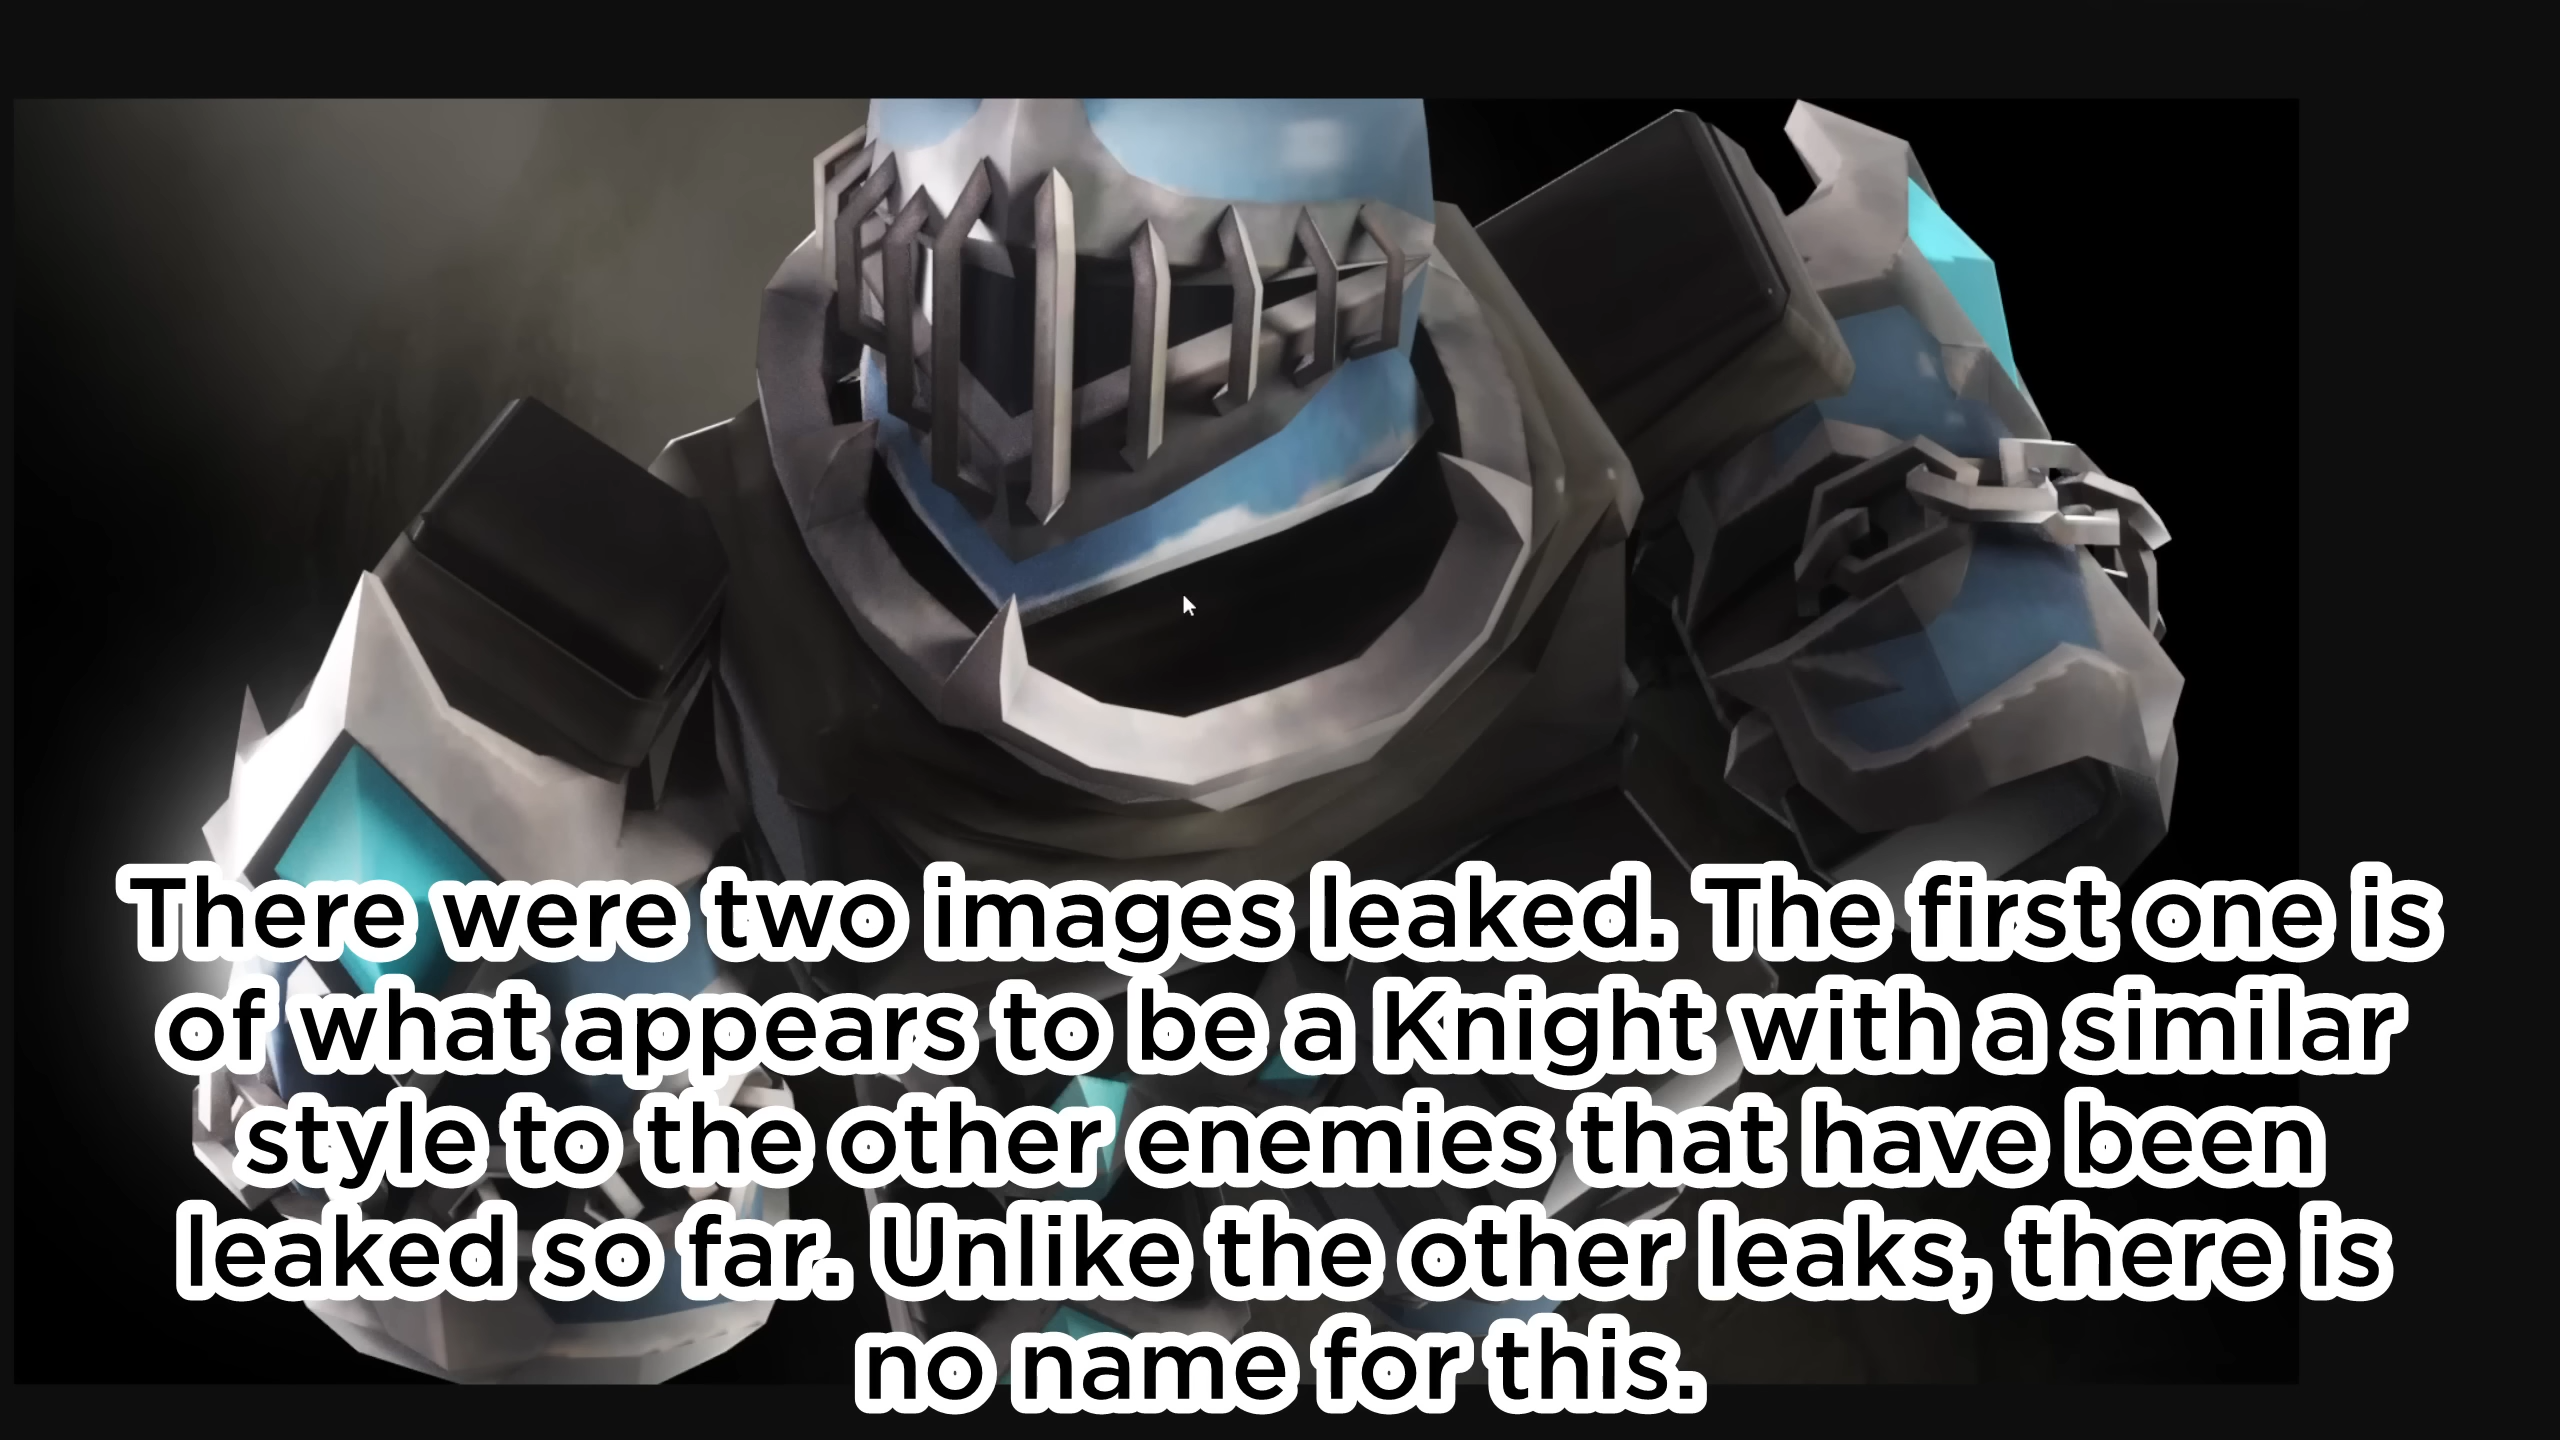 There were two images leaked. The first one is
of what appears to be a Knight with a similar
style to the other enemies that have been
leaked so far. Unlike the other leaks, there is
no name for this.